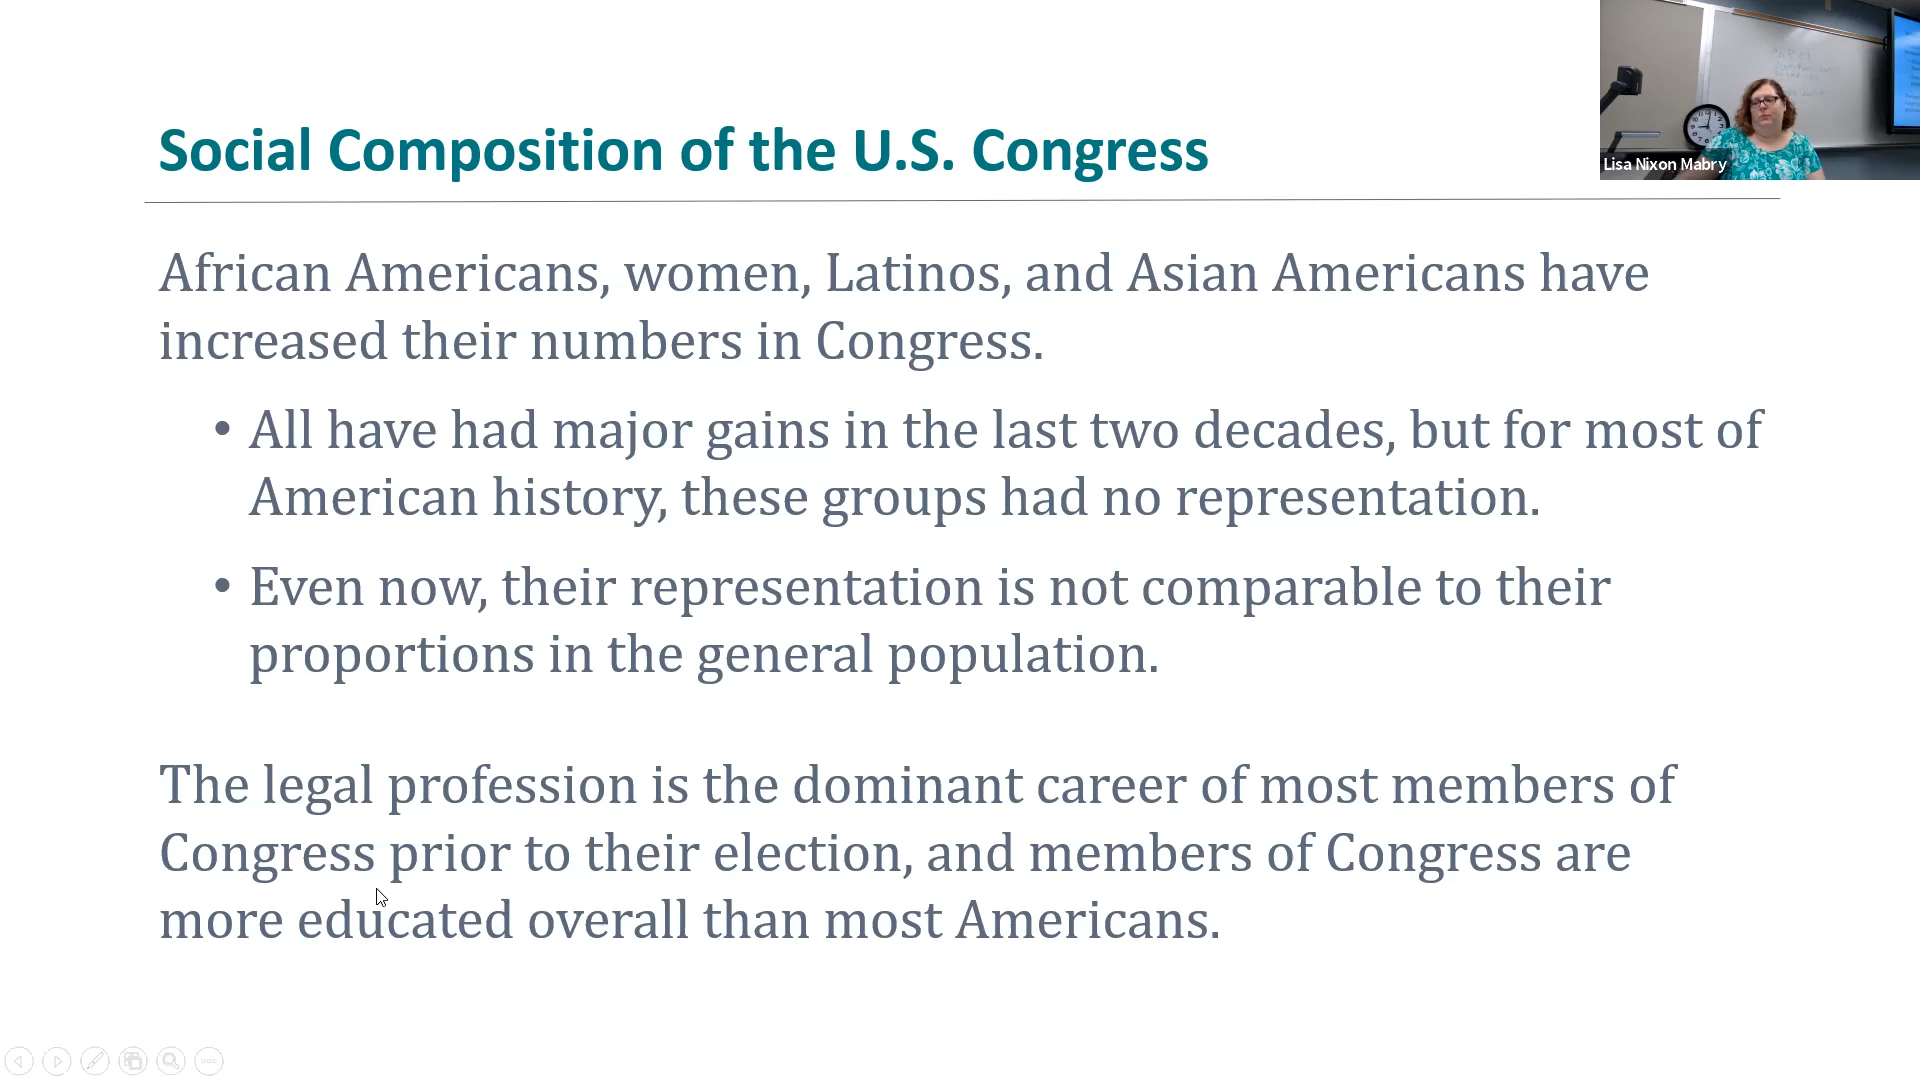 Social Composition of the U.S. Congress
Lisa Nixon Mabry
African Americans, women, Latinos, and Asian Americans have
increased their numbers in Congress.
• All have had major gains in the last two decades, but for most of
American history, these groups had no representation.
• Even now, their representation is not comparable to their
proportions in the general population.
The legal profession is the dominant career of most members of
Congress prior to their election, and members of Congress are
more educated overall than most Americans.